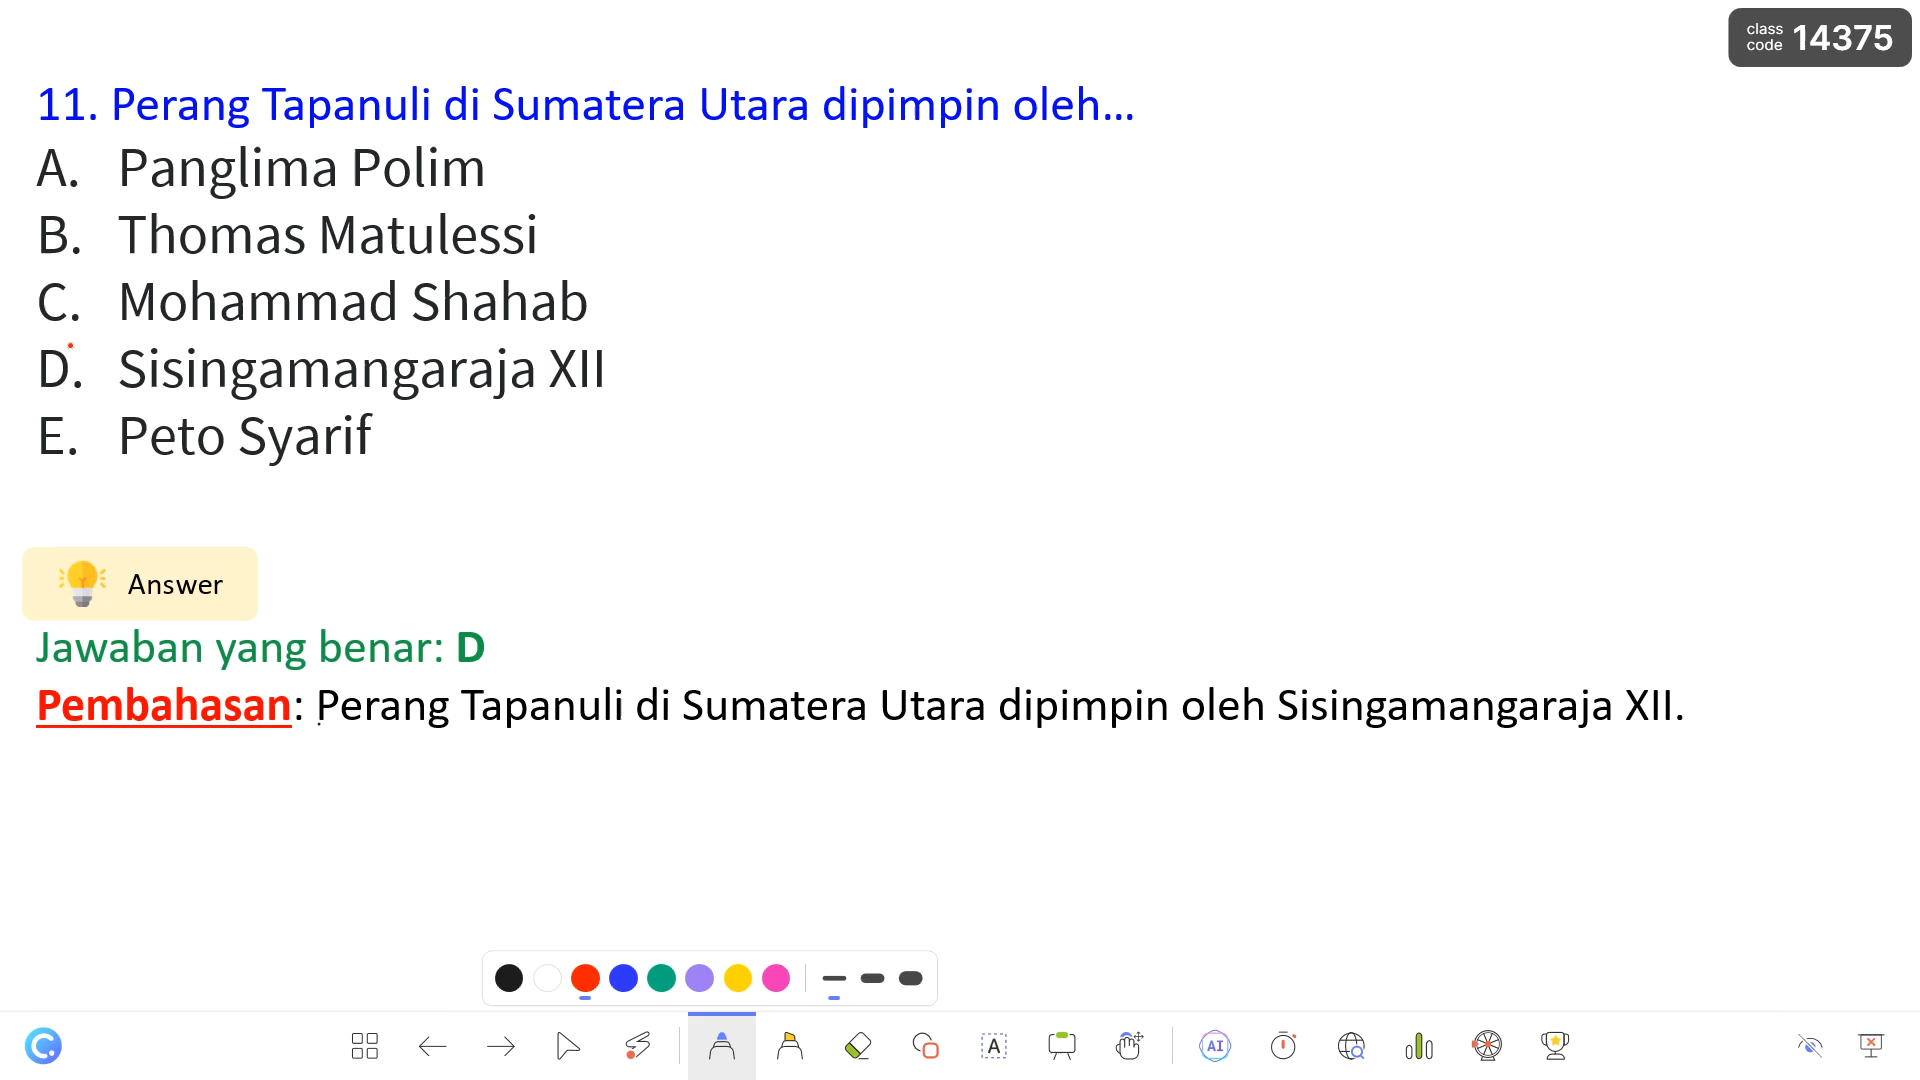 class
code 14375
11. Perang Tapanuli di Sumatera Utara dipimpin oleh...
A. Panglima Polim
B. Thomas Matulessi
C. Mohammad Shahab
D. Sisingamangaraja XII
E. Peto Syarif
Answer
Jawaban yang benar: D
Pembahasan: Perang Tapanuli di Sumatera Utara dipimpin oleh Sisingamangaraja XII.
A
AI